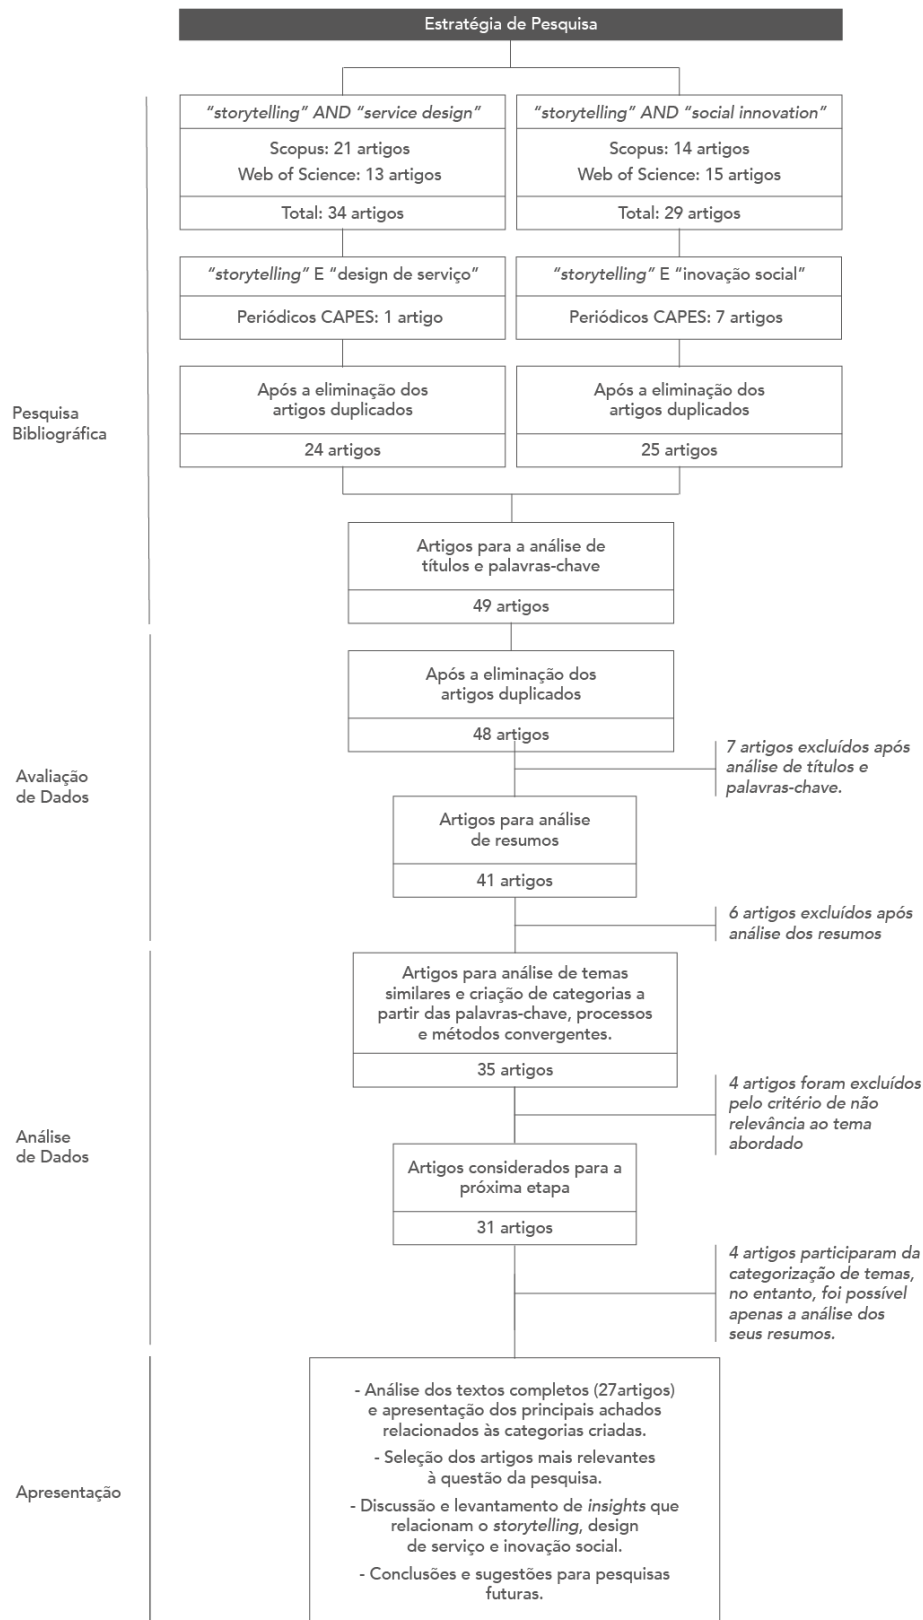 Estratégia de Pesquisa
“storytelling” AND “service design”
Scopus: 21 artigos
Web of Science: 13 artigos
Total: 34 artigos
“storytelling” AND “social innovation”
Scopus: 14 artigos
Web of Science: 15 artigos
Total: 29 artigos
“storytelling” E “design de serviço”
Periódicos CAPES: 1 artigo
“storytelling” E “inovação social”
Periódicos CAPES: 7 artigos
Após a eliminação dos
artigos duplicados
24 artigos
Após a eliminação dos
artigos duplicados
25 artigos
Pesquisa
Bibliográfica
Artigos para a análise de
títulos e palavras-chave
49 artigos
Após a eliminação dos
artigos duplicados
48 artigos
7 artigos excluídos após
análise de títulos e
palavras-chave.
Avaliação
de Dados
Artigos para análise
de resumos
41 artigos
6 artigos excluídos após
análise dos resumos
Artigos para análise de temas
similares e criação de categorias a
partir das palavras-chave, processos
e métodos convergentes.
35 artigos
4 artigos foram excluídos
pelo critério de não
relevância ao tema
abordado
Análise
de Dados
Artigos considerados para a
próxima etapa
31 artigos
4 artigos participaram da
categorização de temas,
no entanto, foi possível
apenas a análise dos
seus resumos.
Apresentação
- Análise dos textos completos (27artigos)
e apresentação dos principais achados
relacionados às categorias criadas.
- Seleção dos artigos mais relevantes
à questão da pesquisa.
- Discussão e levantamento de insights que
relacionam o storytelling, design
de serviço e inovação social.
- Conclusões e sugestões para pesquisas
futuras.